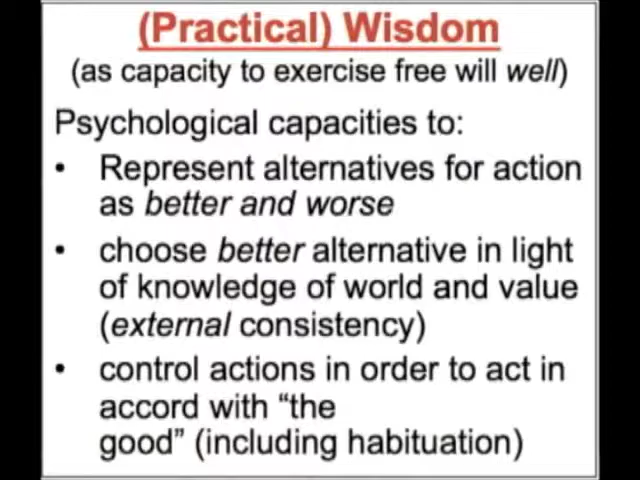 (Practical) Wisdom
(as capacity to exercise free will well)
Psychological capacities to:
• Represent alternatives for action
as better and worse
• choose better alternative in light
of knowledge of world and value
(external consistency)
• control actions in order to act in
accord with “the
good” (including habituation)